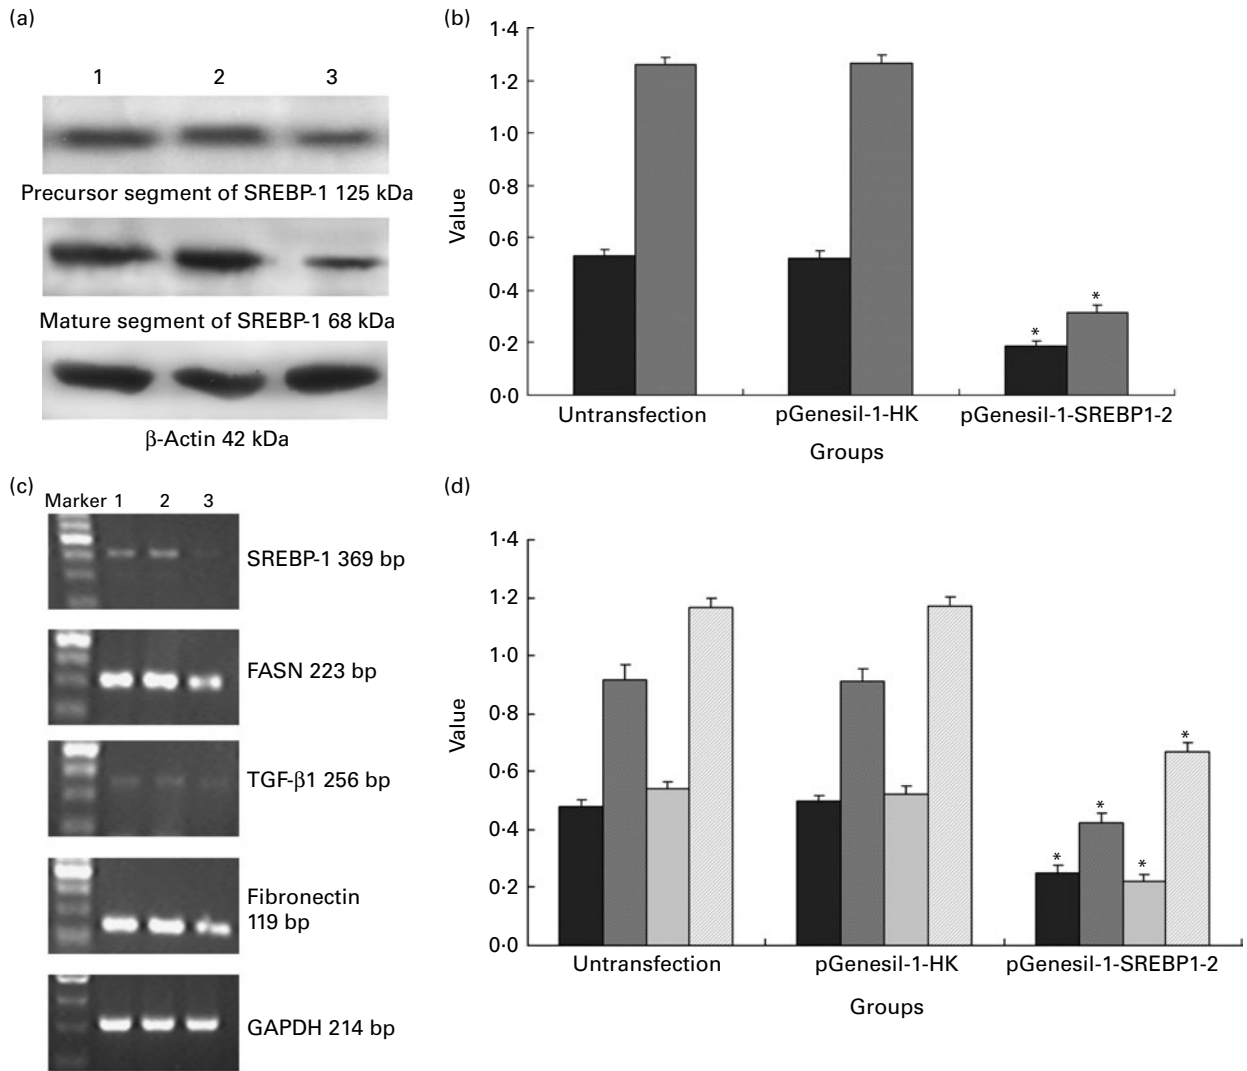 (a)
1 2 3
Precursor segment of SREBP-1 125 kDa
Mature segment of SREBP-1 68 kDa
β-Actin 42 kDa
(b)
1·4
1·2
1·0
0·8
0·6
0·4
0·2
0·0
Value
* *
Untransfection pGenesil-1-HK pGenesil-1-SREBP1-2
Groups
(c)
Marker 1 2 3
SREBP-1 369 bp
FASN 223 bp
TGF-β1 256 bp
Fibronectin
119 bp
GAPDH 214 bp
(d)
1·4
1·2
1·0
0·8
0·6
0·4
0·2
0·0
Value
* * * *
Untransfection pGenesil-1-HK pGenesil-1-SREBP1-2
Groups